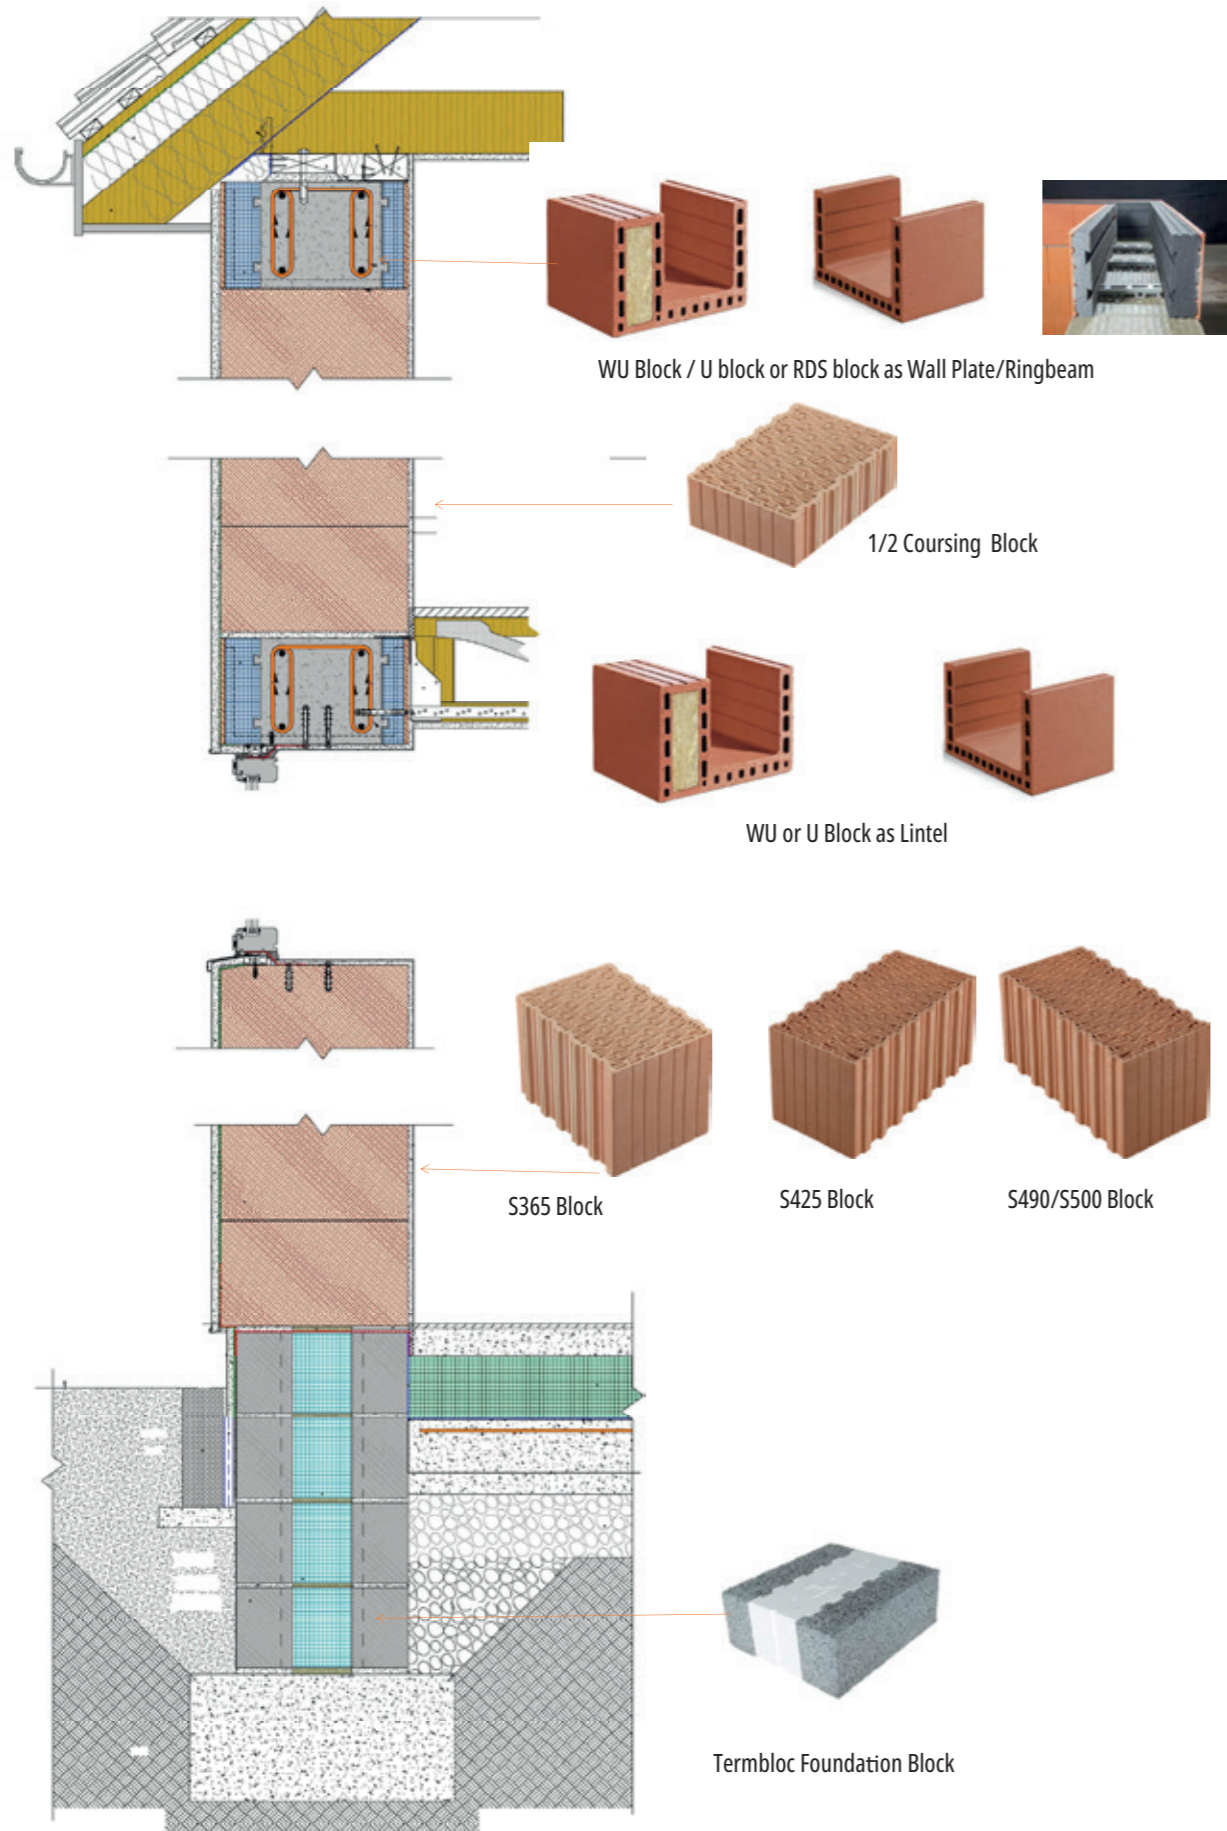 WU Block / U block or RDS block as Wall Plate/Ringbeam
1/2 Coursing Block
WU or U Block as Lintel
S365 Block
S425 Block
S490/S500 Block
Termbloc Foundation Block